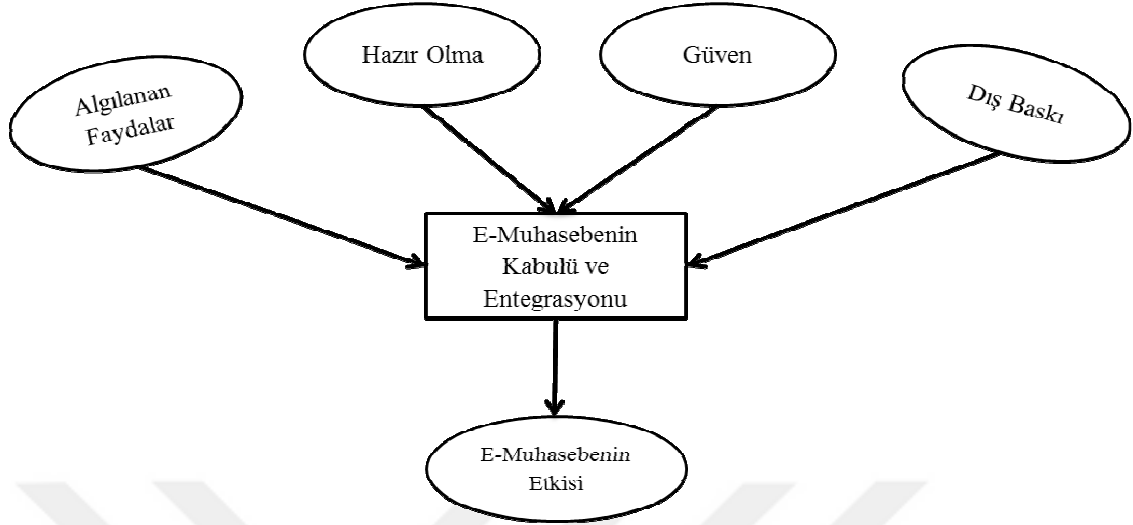 Hazır Olma
Güven
Algılanan
Faydalar
Dış Baskı
E-Muhasebenin
Kabulü ve
Entegrasyonu
E-Muhasebenin
Etkisi